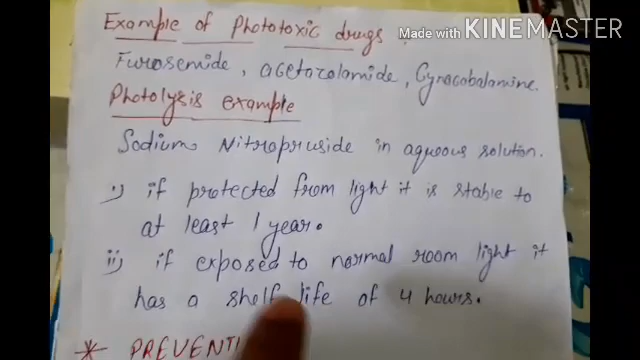 Example of Phototoxic drugs.
Made with KINEMASTER
Furosemide, acetazolamide, Cynocobalamine.
Photolysis example
Sodium Nitroprusside in aqueous solution.
i) if protected from light it is stable to
at least 1 year.
ii) if exposed to normal room light it
has a shelf life of 4 hours.
* PREVENTI